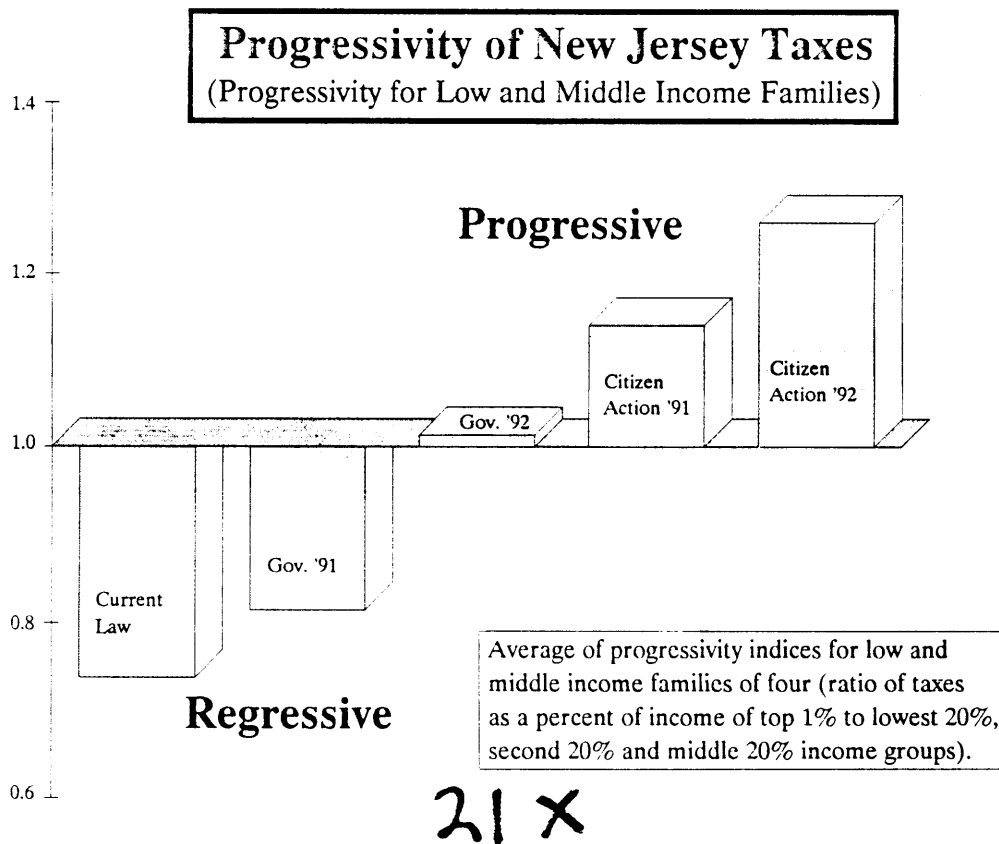 Progressivity of New Jersey Taxes
(Progressivity for Low and Middle Income Families)
1.4
1.2
1.0
0.8
0.6
Progressive
Regressive
Current
Law
Gov. '91
Gov. '92
Citizen
Action '91
Citizen
Action '92
Average of progressivity indices for low and
middle income families of four (ratio of taxes
as a percent of income of top 1% to lowest 20%,
second 20% and middle 20% income groups).
21 X